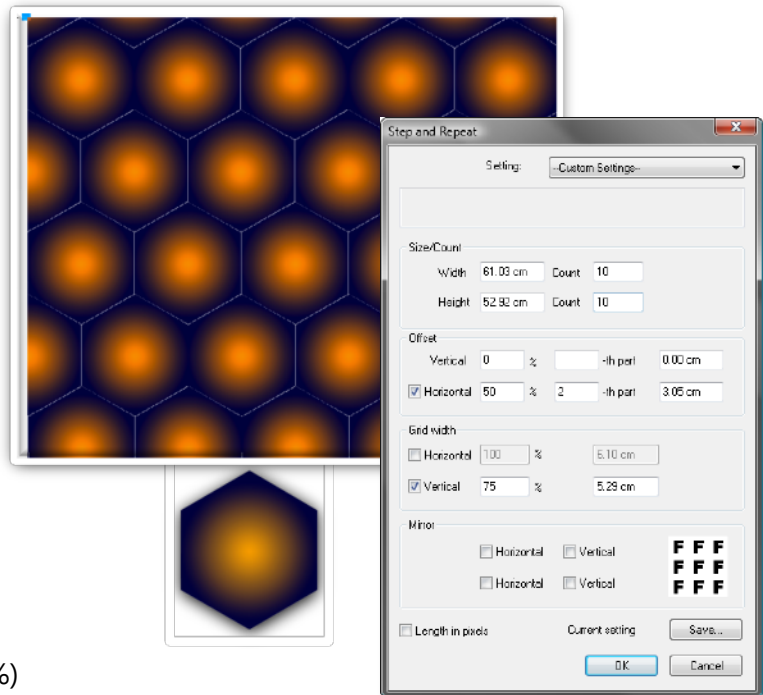 Step and Repeat
Setting: --Custom Settings--
Size/Count
Width 61.03 cm Count 10
Height 52.92 cm Count 10
Offset
Vertical 0 % -th part 0.00 cm
Horizontal 50 % 2 -th part 3.05 cm
Grid width
Horizontal 100 % 6.10 cm
Vertical 75 % 5.29 cm
Mirror
Horizontal Vertical F F F
F F F
Horizontal Vertical F F F
Length in pixels Current setting Save...
OK Cancel
%)